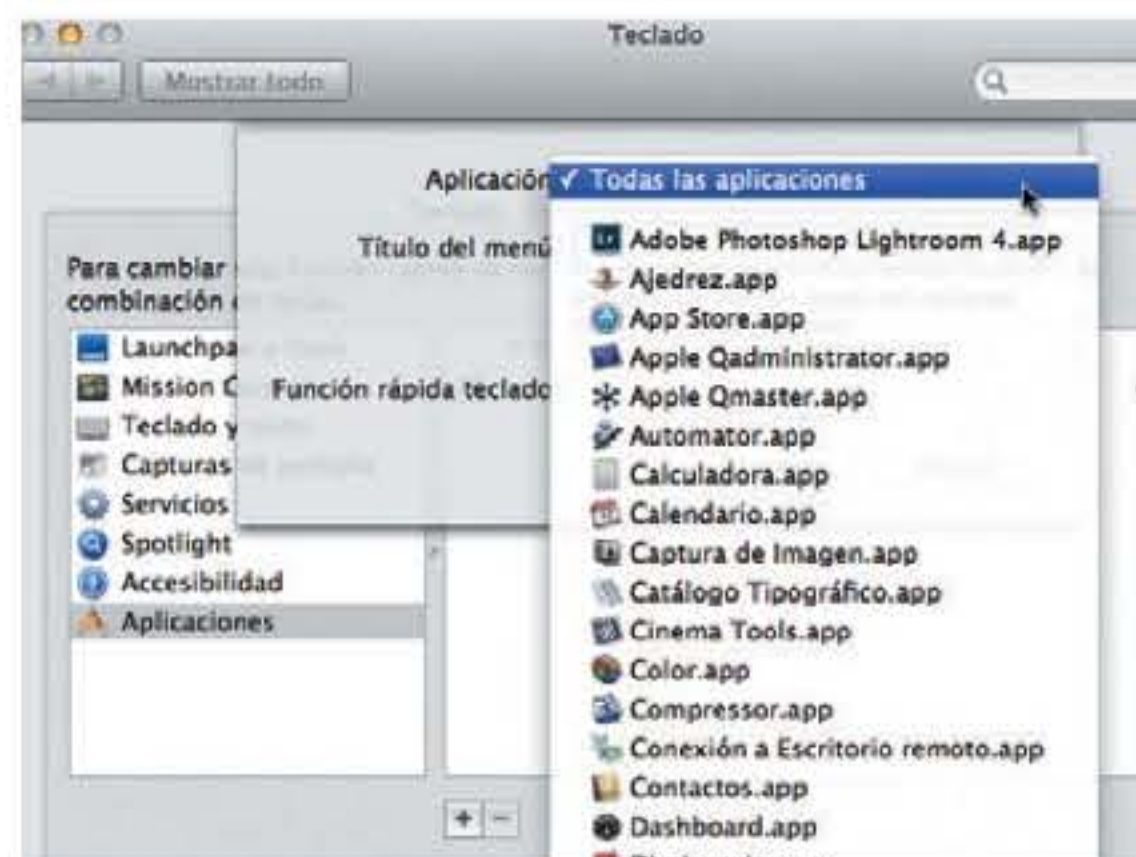 Teclado
Mostrar todo
Aplicación
✓ Todas las aplicaciones
Título del menú
Para cambiar
combinación
Función rápida teclado
Launchpa
Mission C
Teclado y
Capturas
Servicios
Spotlight
Accesibilidad
Aplicaciones
Adobe Photoshop Lightroom 4.app
Ajedrez.app
App Store.app
Apple Qadministrator.app
Apple Qmaster.app
Automator.app
Calculadora.app
Calendario.app
Captura de Imagen.app
Catálogo Tipográfico.app
Cinema Tools.app
Color.app
Compressor.app
Conexión a Escritorio remoto.app
Contactos.app
Dashboard.app
+ −